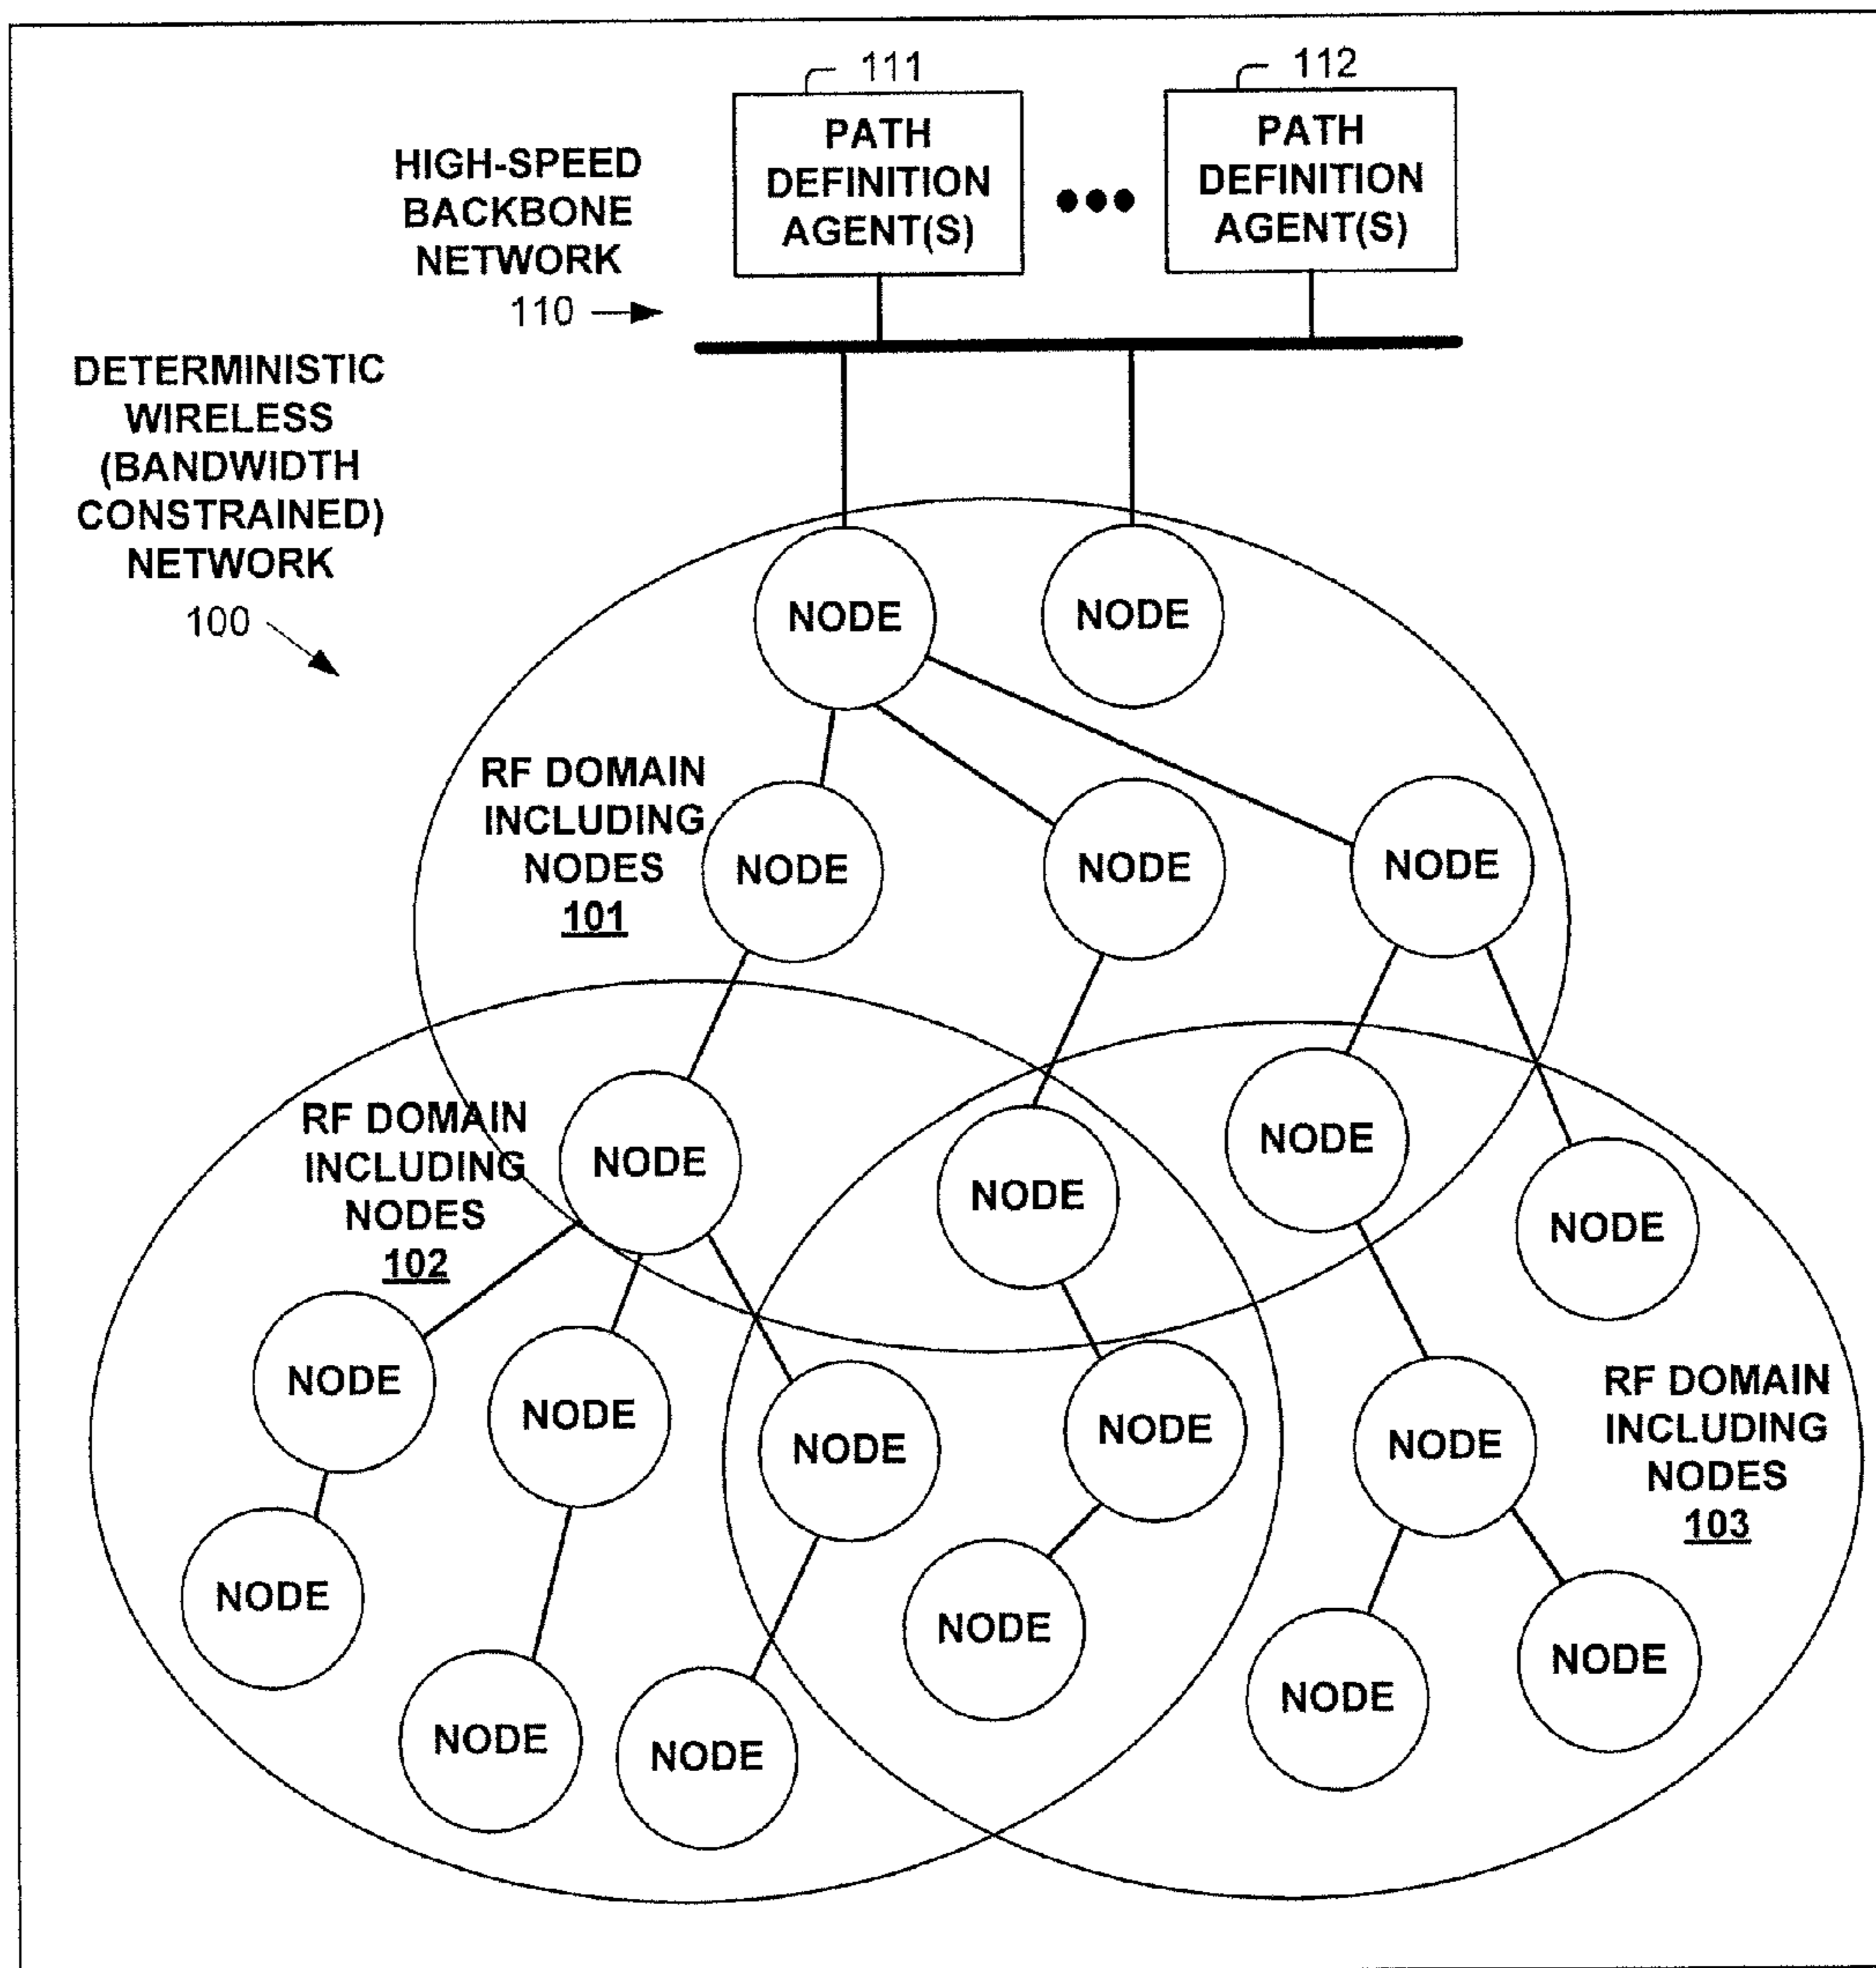 111
112
PATH
DEFINITION
AGENT(S)
PATH
DEFINITION
AGENT(S)
HIGH-SPEED
BACKBONE
NETWORK
110
DETERMINISTIC
WIRELESS
(BANDWIDTH
CONSTRAINED)
NETWORK
100
NODE
NODE
RF DOMAIN
INCLUDING
NODES
101
NODE
NODE
NODE
RF DOMAIN
INCLUDING
NODES
102
NODE
NODE
NODE
NODE
NODE
NODE
NODE
NODE
NODE
RF DOMAIN
INCLUDING
NODES
103
NODE
NODE
NODE
NODE
NODE
NODE